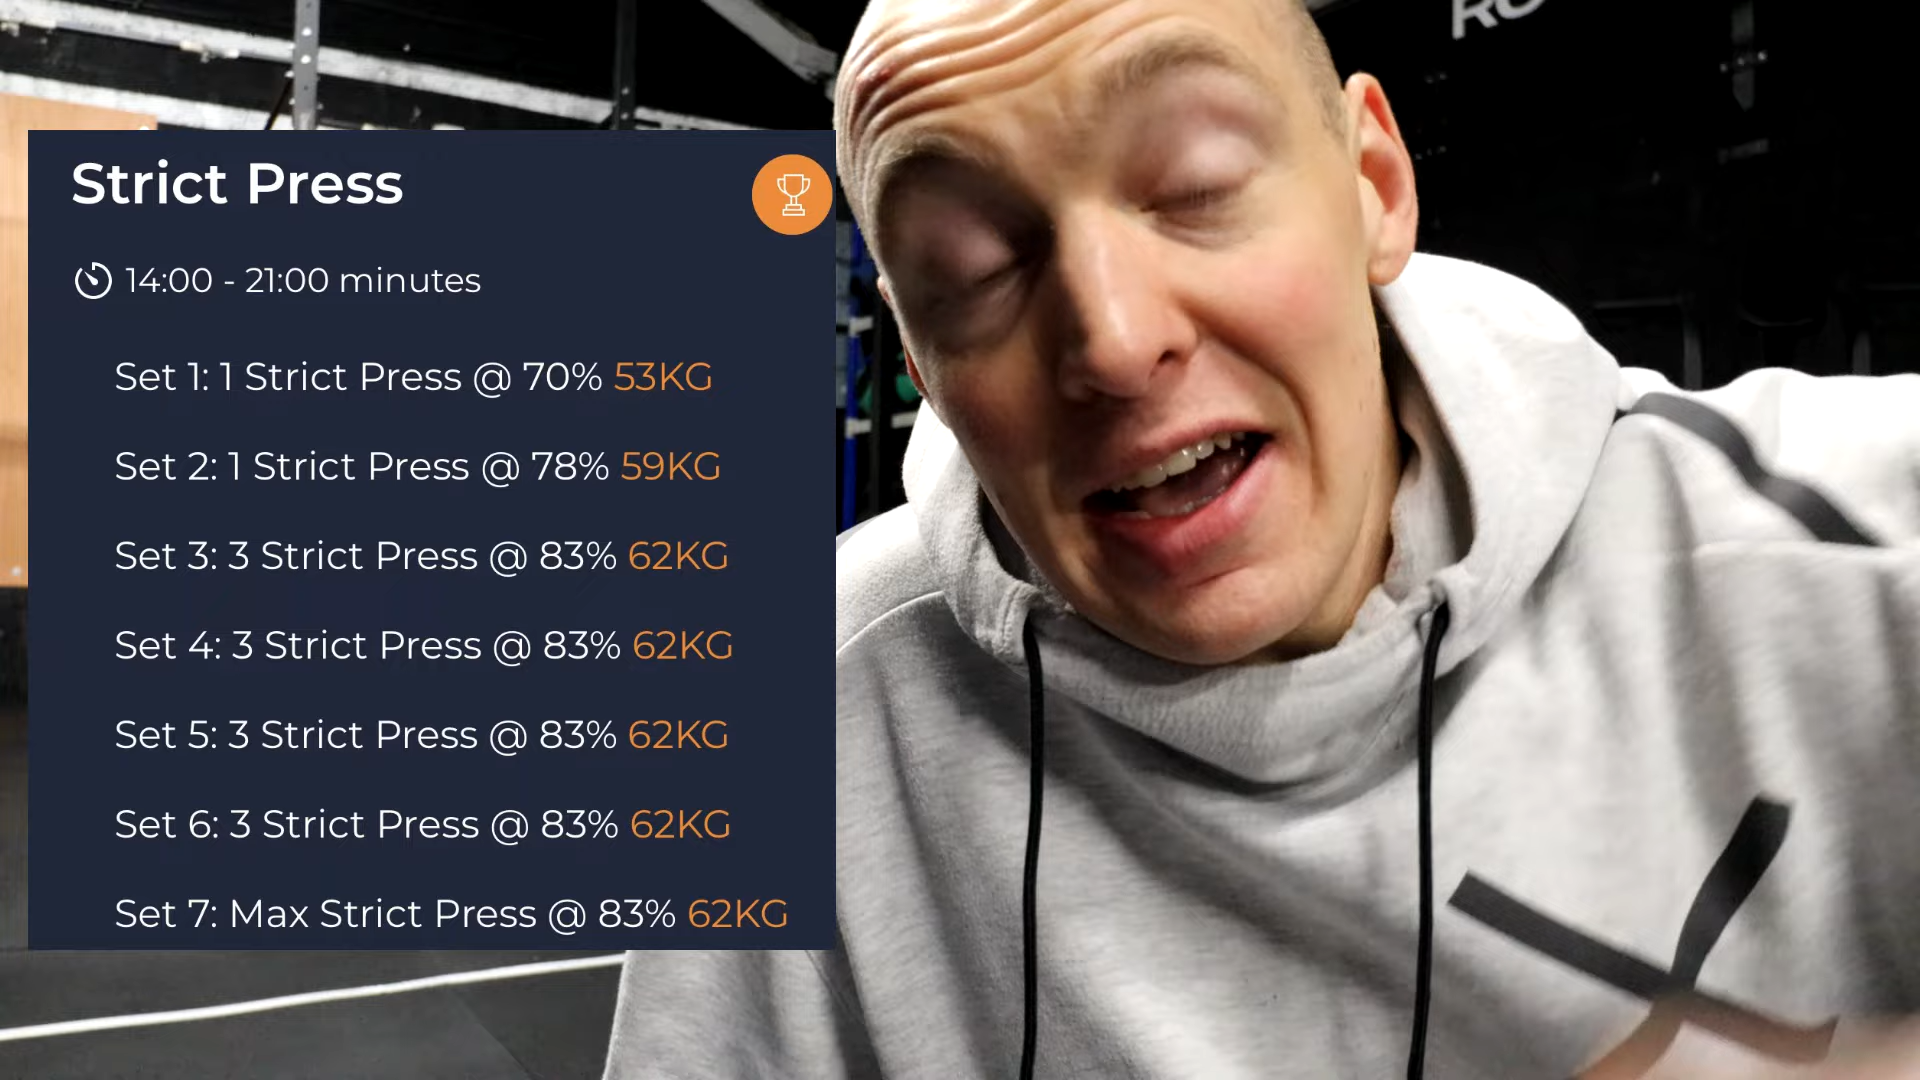 Strict Press
14:00 - 21:00 minutes
Set 1: 1 Strict Press @ 70% 53KG
Set 2: 1 Strict Press @ 78% 59KG
Set 3: 3 Strict Press @ 83% 62KG
Set 4: 3 Strict Press @ 83% 62KG
Set 5: 3 Strict Press @ 83% 62KG
Set 6: 3 Strict Press @ 83% 62KG
Set 7: Max Strict Press @ 83% 62KG